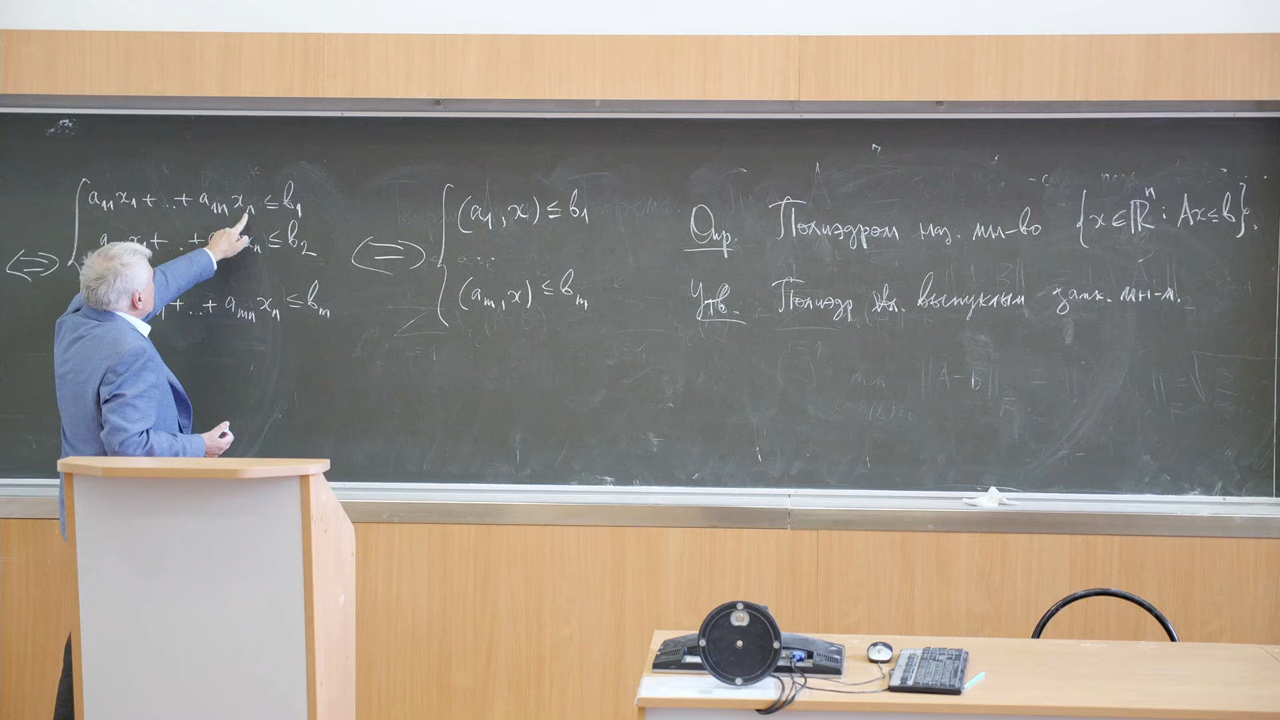 ⇔ { a₁₁x₁ + ... + a₁ₙxₙ ≤ b₁
xₙ ≤ b₂
+ ... + aₘₙxₙ ≤ bₘ
⇔ { (a₁, x) ≤ b₁
...
(aₘ, x) ≤ bₘ
Опр. Полиэдром наз. мн-во {x ∈ ℝⁿ : Ax ≤ b}.
Утв. Полиэдр явл. выпуклым замк. мн-м.